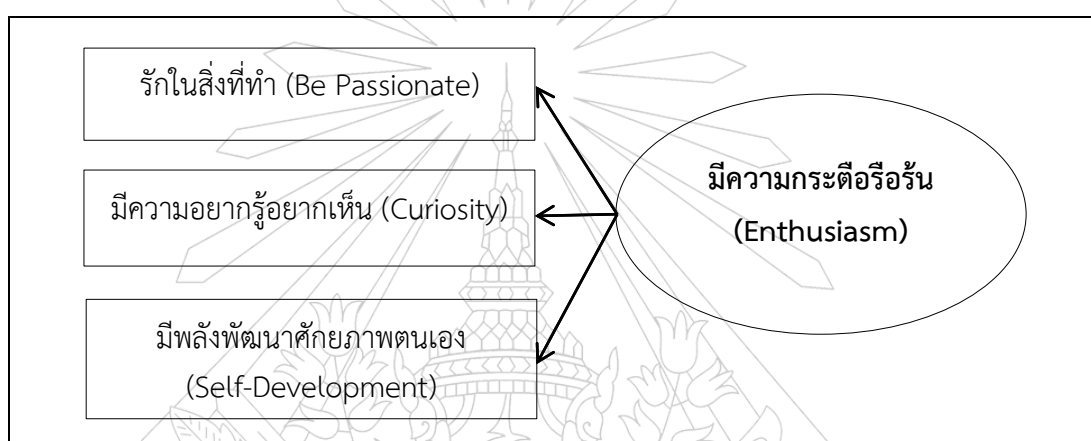 รักในสิ่งที่ทำ (Be Passionate)
มีความอยากรู้อยากเห็น (Curiosity)
มีพลังพัฒนาศักยภาพตนเอง
(Self-Development)
มีความกระตือรือร้น
(Enthusiasm)